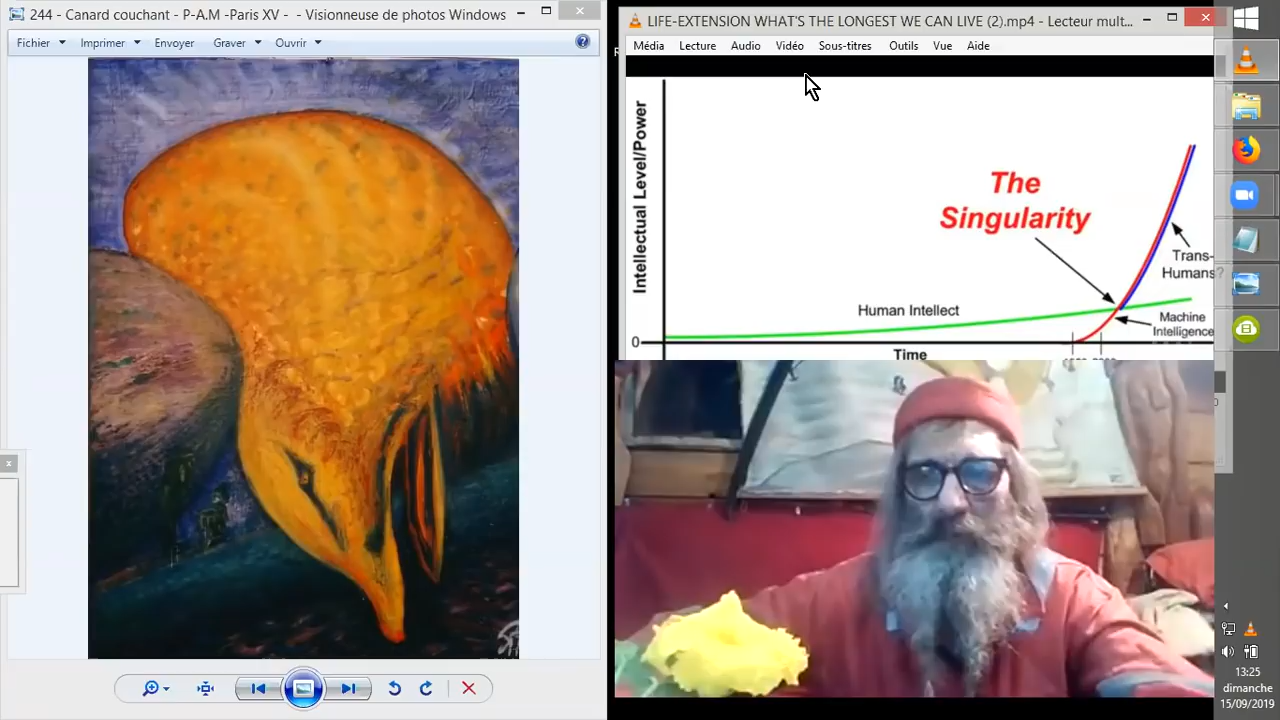 244 - Canard couchant - P-A.M -Paris XV - - Visionneus de photos Windows
Fichier Imprimer Envoyer Graver Ouvrir
LIFE-EXTENSION WHAT'S THE LONGEST WE CAN LIVE (2).mp4 - Lecteur mult...
Média Lecture Audio Vidéo Sous-titres Outils Vue Aide
Intellectual Level/Power
The
Singularity
Trans-
Humans?
Human Intellect
Machine
Intelligence
0
Time
13:25
dimanche
15/09/2019